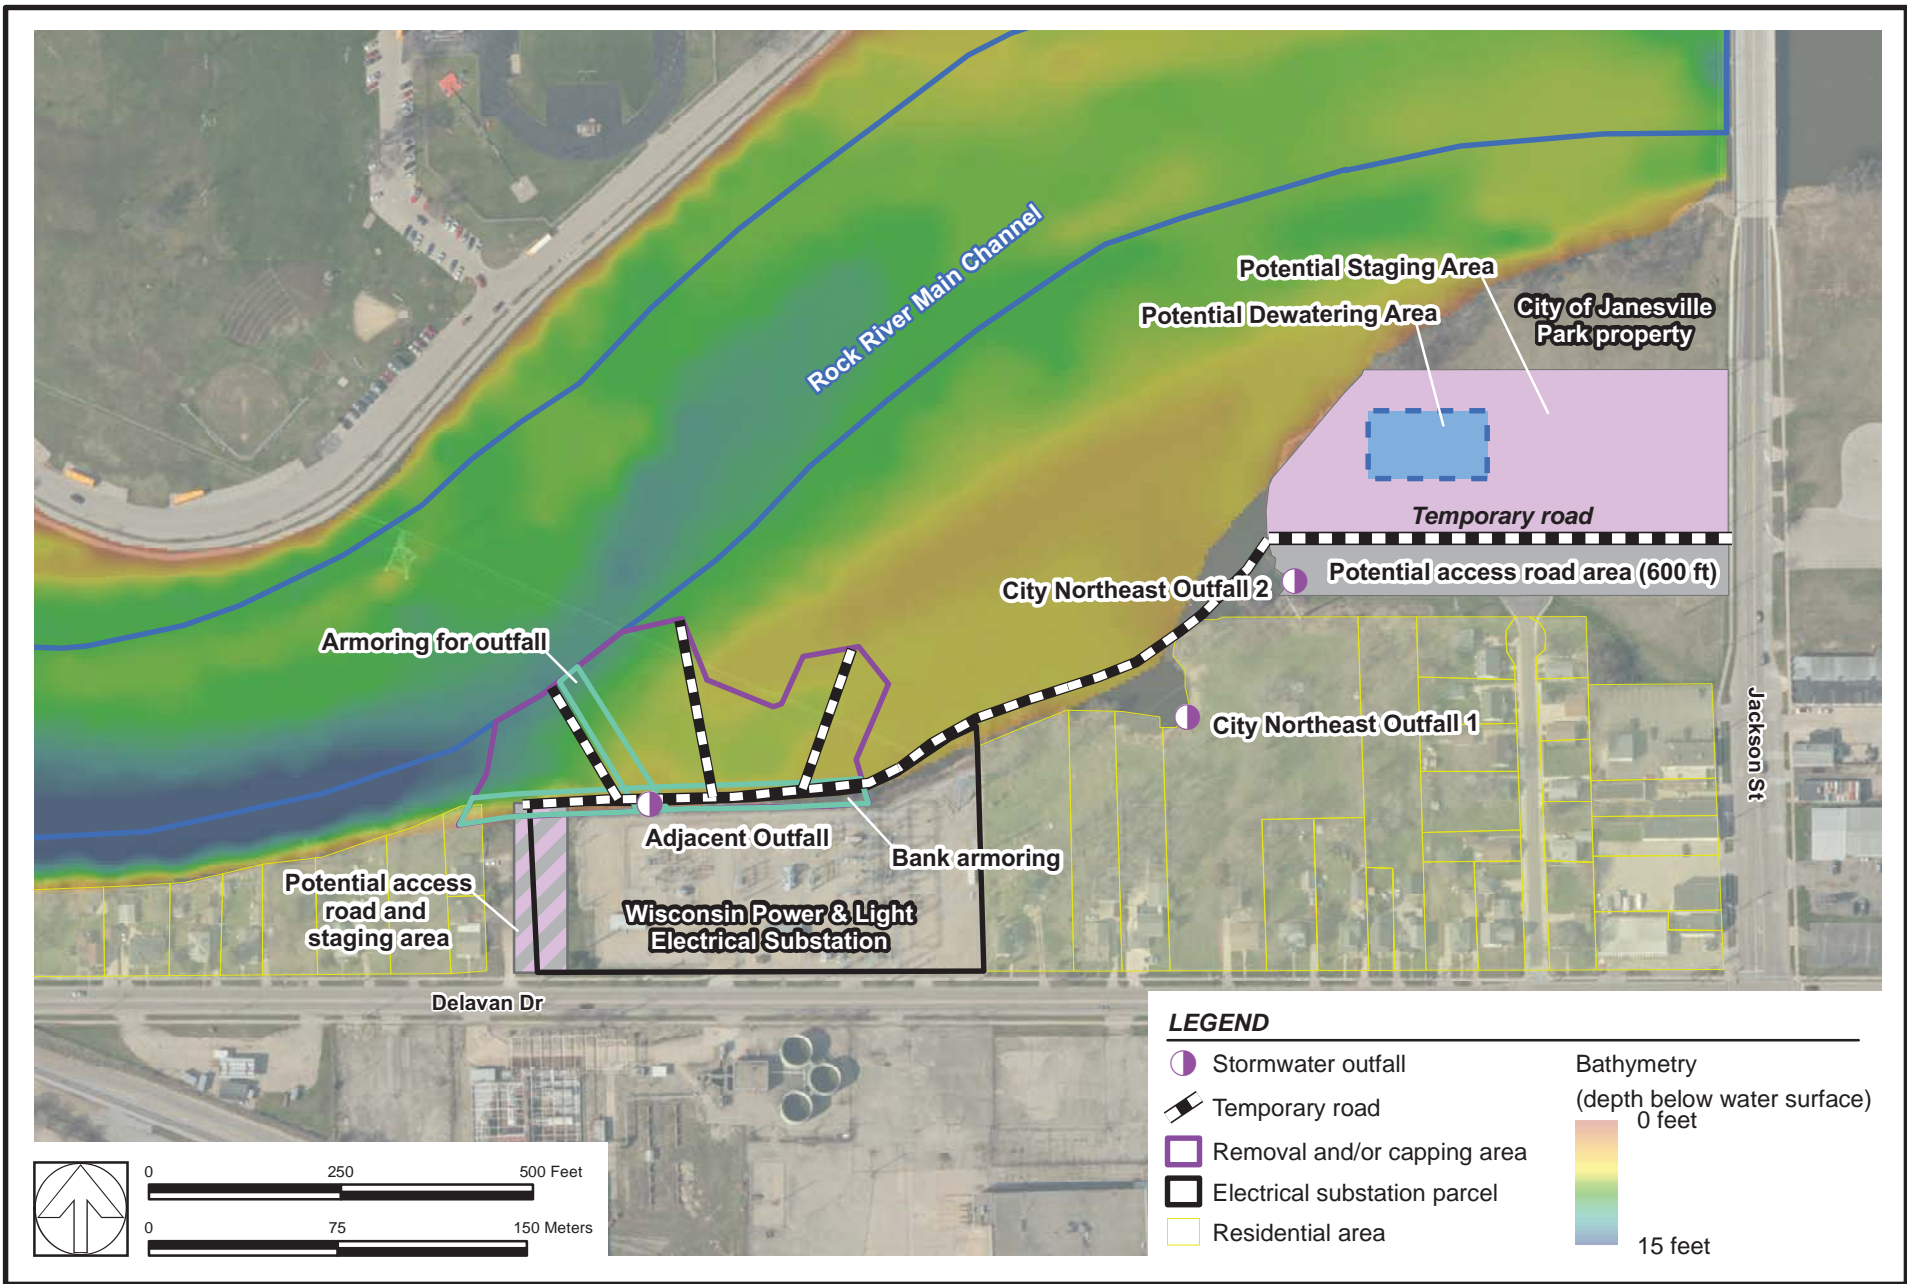 Rock River Main Channel
Potential Staging Area
Potential Dewatering Area
City of Janesville
Park property
Temporary road
Potential access road area (600 ft)
City Northeast Outfall 2
City Northeast Outfall 1
Armoring for outfall
Adjacent Outfall
Bank armoring
Potential access
road and
staging area
Wisconsin Power & Light
Electrical Substation
Jackson St
Delavan Dr
LEGEND
Stormwater outfall
Temporary road
Removal and/or capping area
Electrical substation parcel
Residential area
Bathymetry
(depth below water surface)
0 feet
15 feet
0 250 500 Feet
0 75 150 Meters